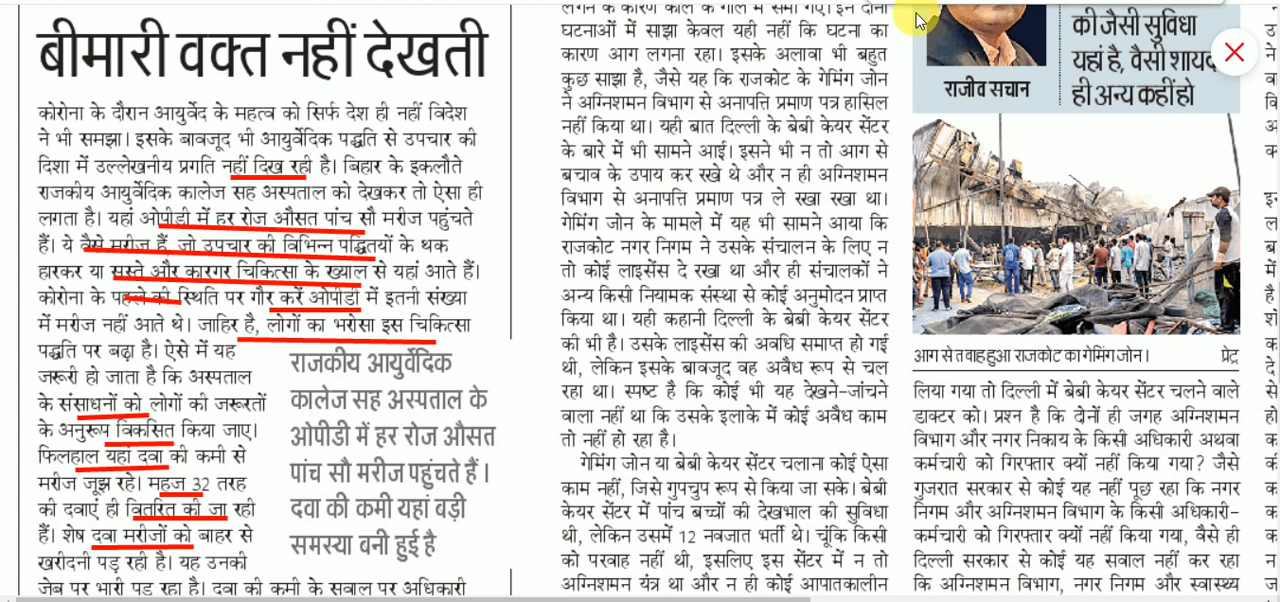 बीमारी वक्त नहीं देखती
कोरोना के दौरान आयुर्वेद के महत्व को सिर्फ देश ही नहीं विदेश
ने भी समझा। इसके बावजूद भी आयुर्वेदिक पद्धति से उपचार की
दिशा में उल्लेखनीय प्रगति नहीं दिख रही है। बिहार के इकलौते
राजकीय आयुर्वेदिक कालेज सह अस्पताल को देखकर तो ऐसा ही
लगता है। यहां ओपीडी में हर रोज औसत पांच सौ मरीज पहुंचते
हैं। ये वैसे मरीज हैं, जो उपचार की विभिन्न पद्धितयों के थक
हारकर या सस्ते और कारगर चिकित्सा के ख्याल से यहां आते हैं।
कोरोना के पहले की स्थिति पर गौर करें ओपीडी में इतनी संख्या
में मरीज नहीं आते थे। जाहिर है, लोगों का भरोसा इस चिकित्सा
पद्धति पर बढ़ा है। ऐसे में यह
जरूरी हो जाता है कि अस्पताल
के संसाधनों को लोगों की जरूरतों
के अनुरूप विकसित किया जाए।
फिलहाल यहां दवा की कमी से
मरीज जूझ रहे। महज 32 तरह
की दवाएं ही वितरित की जा रही
हैं। शेष दवा मरीजों को बाहर से
खरीदनी पड़ रही है। यह उनकी
जेब पर भारी पड़ रहा है। दवा की कमी के सवाल पर अधिकारी
राजकीय आयुर्वेदिक
कालेज सह अस्पताल के
ओपीडी में हर रोज औसत
पांच सौ मरीज पहुंचते हैं।
दवा की कमी यहां बड़ी
समस्या बनी हुई है
लगने के कारण काल के गाल में समा गए। इन दोनों
घटनाओं में साझा केवल यही नहीं कि घटना का
कारण आग लगना रहा। इसके अलावा भी बहुत
कुछ साझा है, जैसे यह कि राजकोट के गेमिंग जोन
ने अग्निशमन विभाग से अनापत्ति प्रमाण पत्र हासिल
नहीं किया था। यही बात दिल्ली के बेबी केयर सेंटर
के बारे में भी सामने आई। इसने भी न तो आग से
बचाव के उपाय कर रखे थे और न ही अग्निशमन
विभाग से अनापत्ति प्रमाण पत्र ले रखा रखा था।
गेमिंग जोन के मामले में यह भी सामने आया कि
राजकोट नगर निगम ने उसके संचालन के लिए न
तो कोई लाइसेंस दे रखा था और ही संचालकों ने
अन्य किसी नियामक संस्था से कोई अनुमोदन प्राप्त
किया था। यही कहानी दिल्ली के बेबी केयर सेंटर
की भी है। उसके लाइसेंस की अवधि समाप्त हो गई
थी, लेकिन इसके बावजूद वह अवैध रूप से चल
रहा था। स्पष्ट है कि कोई भी यह देखने-जांचने
वाला नहीं था कि उसके इलाके में कोई अवैध काम
तो नहीं हो रहा है।
गेमिंग जोन या बेबी केयर सेंटर चलाना कोई ऐसा
काम नहीं, जिसे गुपचुप रूप से किया जा सके। बेबी
केयर सेंटर में पांच बच्चों की देखभाल की सुविधा
थी, लेकिन उसमें 12 नवजात भर्ती थे। चूंकि किसी
को परवाह नहीं थी, इसलिए इस सेंटर में न तो
अग्निशमन यंत्र था और न ही कोई आपातकालीन
राजीव सचान
की जैसी सुविधा
यहां है, वैसी शायद
ही अन्य कहीं हो
आग से तबाह हुआ राजकोट का गेमिंग जोन। प्रेट्र
लिया गया तो दिल्ली में बेबी केयर सेंटर चलने वाले
डाक्टर को। प्रश्न है कि दोनों ही जगह अग्निशमन
विभाग और नगर निकाय के किसी अधिकारी अथवा
कर्मचारी को गिरफ्तार क्यों नहीं किया गया? जैसे
गुजरात सरकार से कोई यह नहीं पूछ रहा कि नगर
निगम और अग्निशमन विभाग के किसी अधिकारी-
कर्मचारी को गिरफ्तार क्यों नहीं किया गया, वैसे ही
दिल्ली सरकार से कोई यह सवाल नहीं कर रहा
कि अग्निशमन विभाग, नगर निगम और स्वास्थ्य